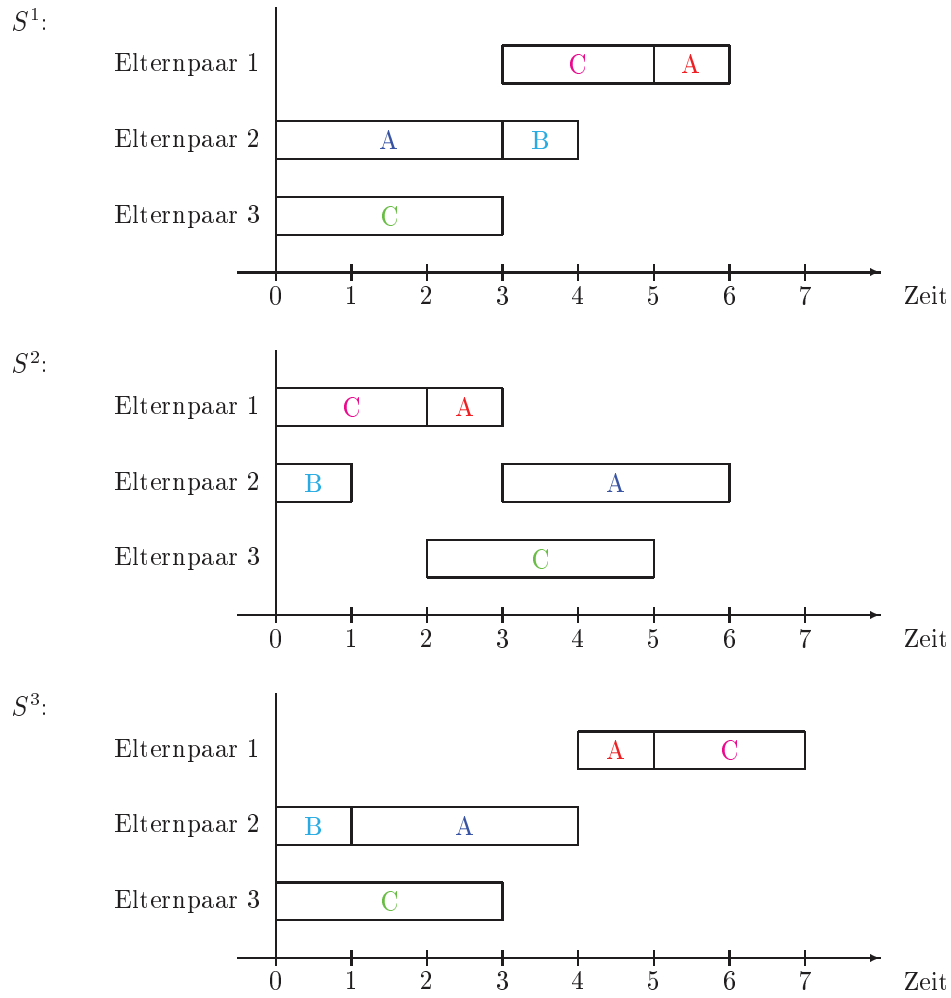 S¹:
Elternpaar 1 C A
Elternpaar 2 A B
Elternpaar 3 C
0 1 2 3 4 5 6 7 Zeit
S²:
Elternpaar 1 C A
Elternpaar 2 B A
Elternpaar 3 C
0 1 2 3 4 5 6 7 Zeit
S³:
Elternpaar 1 A C
Elternpaar 2 B A
Elternpaar 3 C
0 1 2 3 4 5 6 7 Zeit